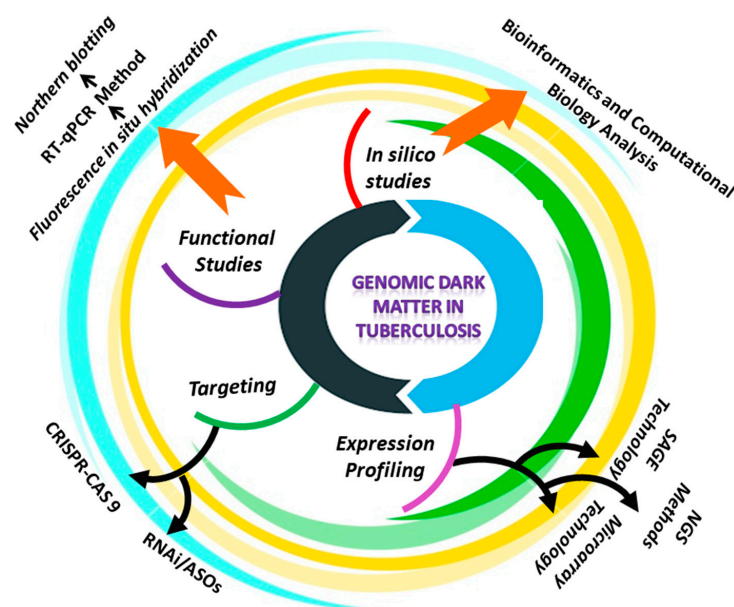 Northern blotting
RT-qPCR Method
Fluorescence in situ hybridization
Bioinformatics and Computational
Biology Analysis
In silico
studies
Functional
Studies
GENOMIC DARK
MATTER IN
TUBERCULOSIS
Targeting
Expression
Profiling
CRISPR-CAS 9
RNAi/ASOs
SAGE
Technology
NGS
Methods
Microarray
Technology